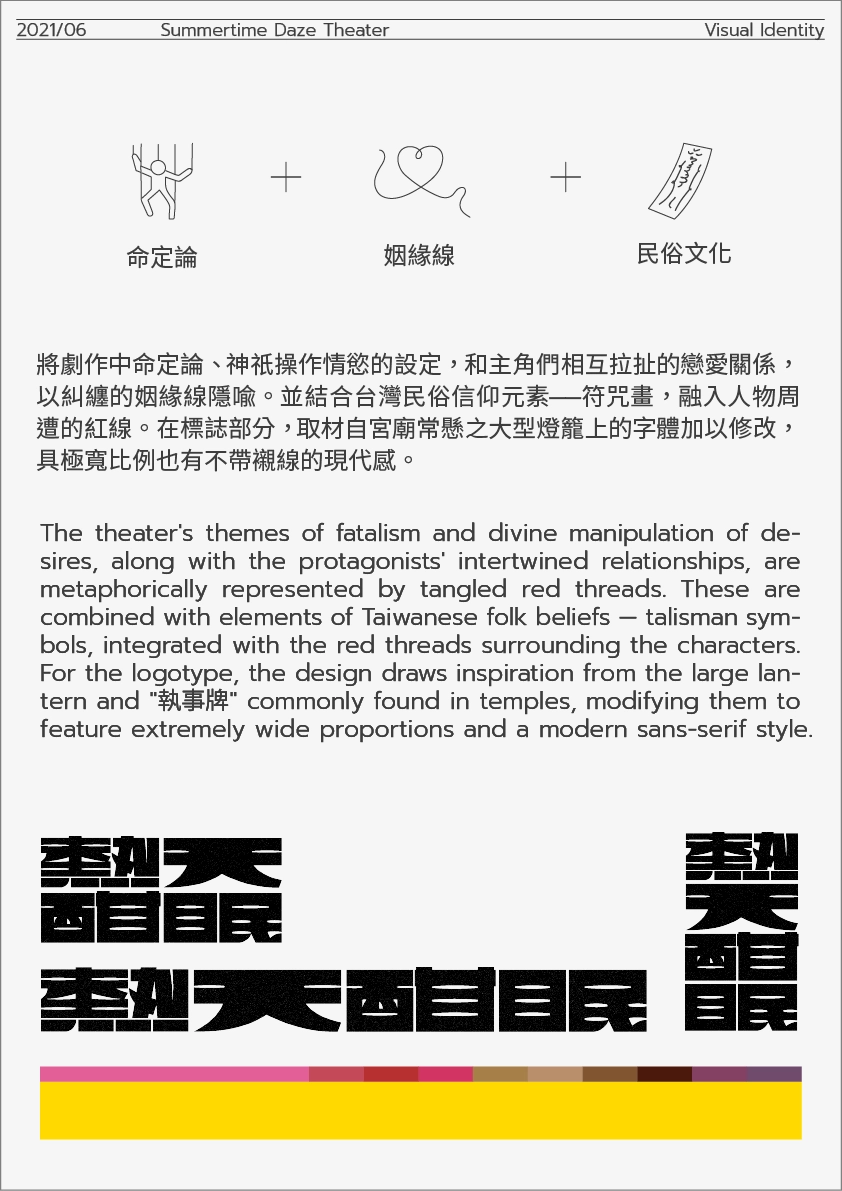 2021/06 Summertime Daze Theater Visual Identity
命定論 姻緣線 民俗文化
將劇作中命定論、神祇操作情慾的設定，和主角們相互拉扯的戀愛關係，
以糾纏的姻緣線隱喻。並結合台灣民俗信仰元素──符咒畫，融入人物周
遭的紅線。在標誌部分，取材自宮廟常懸之大型燈籠上的字體加以修改，
具極寬比例也有不帶襯線的現代感。
The theater's themes of fatalism and divine manipulation of de-
sires, along with the protagonists' intertwined relationships, are
metaphorically represented by tangled red threads. These are
combined with elements of Taiwanese folk beliefs — talisman sym-
bols, integrated with the red threads surrounding the characters.
For the logotype, the design draws inspiration from the large lan-
tern and "執事牌" commonly found in temples, modifying them to
feature extremely wide proportions and a modern sans-serif style.
熱天
酣眠
熱天酣眠
熱
天
酣
眠